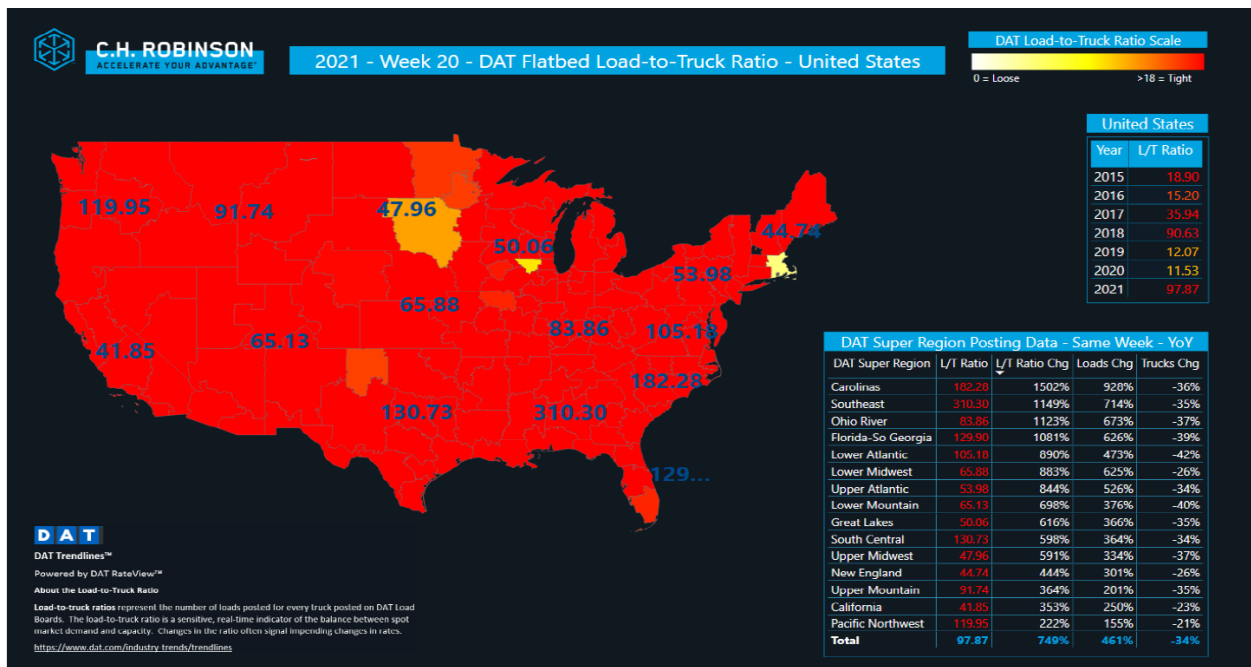 C.H. ROBINSON
ACCELERATE YOUR ADVANTAGE®
2021 - Week 20 - DAT Flatbed Load-to-Truck Ratio - United States
DAT Load-to-Truck Ratio Scale
0 = Loose >18 = Tight
United States
Year L/T Ratio
2015 18.90
2016 15.20
2017 35.94
2018 90.63
2019 12.07
2020 11.53
2021 97.87
119.95
91.74
47.96
50.06
44.74
53.98
65.88
83.86
105.18
65.13
41.85
182.28
130.73
310.30
129...
DAT Super Region Posting Data - Same Week - YoY
DAT Super Region L/T Ratio L/T Ratio Chg Loads Chg Trucks Chg
Carolinas 182.28 1502% 928% -36%
Southeast 310.30 1149% 714% -35%
Ohio River 83.86 1123% 673% -37%
Florida-So Georgia 129.90 1081% 626% -39%
Lower Atlantic 105.18 890% 473% -42%
Lower Midwest 65.88 883% 625% -26%
Upper Atlantic 53.98 844% 526% -34%
Lower Mountain 65.13 698% 376% -40%
Great Lakes 50.06 616% 366% -35%
South Central 130.73 598% 364% -34%
Upper Midwest 47.96 591% 334% -37%
New England 44.74 444% 301% -26%
Upper Mountain 91.74 364% 201% -35%
California 41.85 353% 250% -23%
Pacific Northwest 119.95 222% 155% -21%
Total 97.87 749% 461% -34%
DAT
DAT Trendlines™
Powered by DAT RateView™
About the Load-to-Truck Ratio
Load-to-truck ratios represent the number of loads posted for every truck posted on DAT Load
Boards. The load-to-truck ratio is a sensitive, real-time indicator of the balance between spot
market demand and capacity. Changes in the ratio often signal impending changes in rates.
https://www.dat.com/industry_trends/trendlines